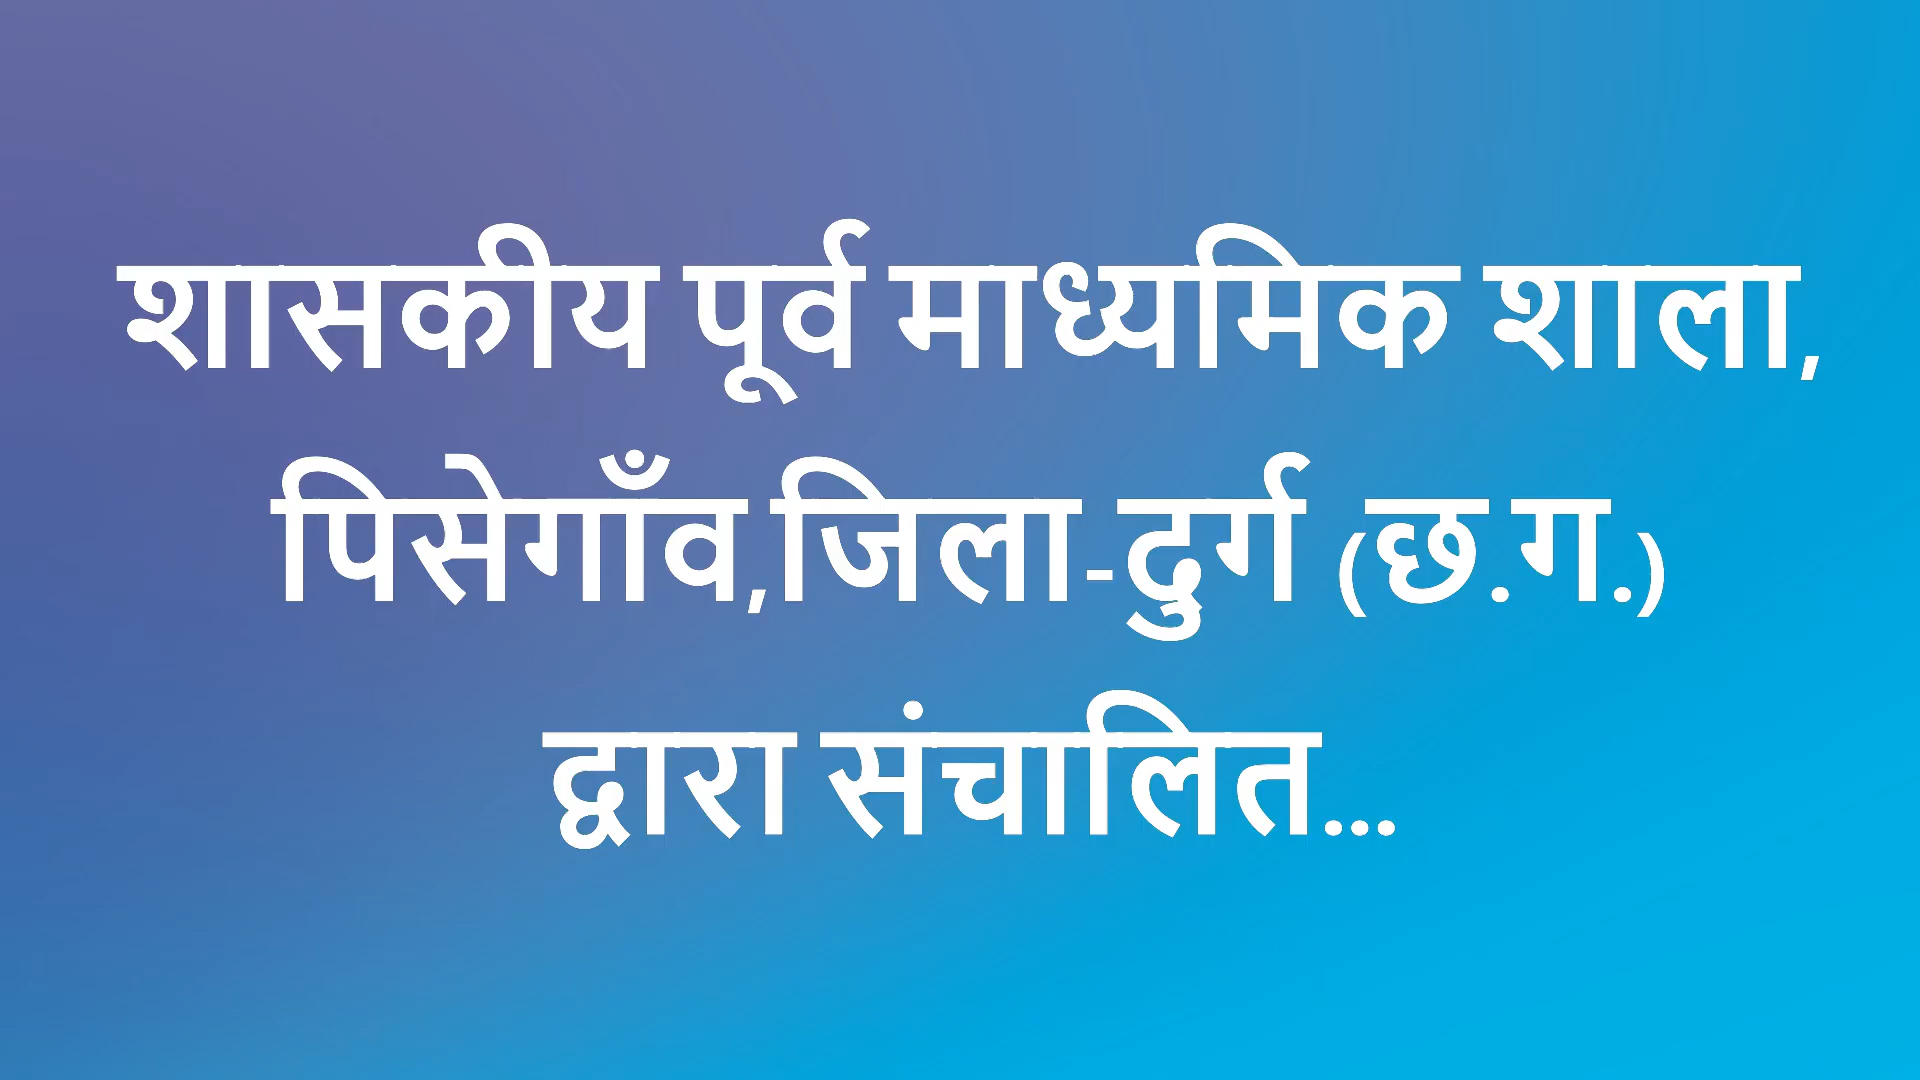 शासकीय पूर्व माध्यमिक शाला,
पिसेगाँव,जिला-दुर्ग (छ.ग.)
द्वारा संचालित...